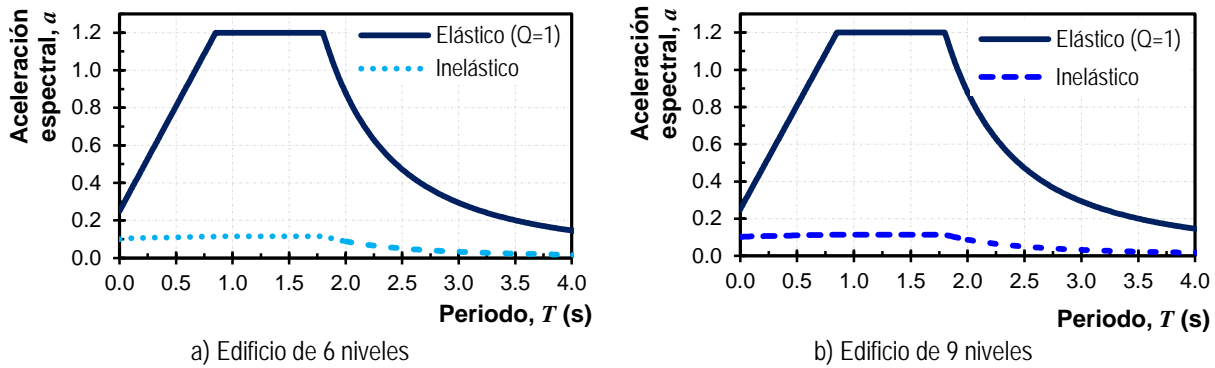 Aceleración
espectral, a
1.2
1.0
0.8
0.6
0.4
0.2
0.0
Elástico (Q=1)
Inelástico
0.0 0.5 1.0 1.5 2.0 2.5 3.0 3.5 4.0
Periodo, T (s)
a) Edificio de 6 niveles
Aceleración
espectral, a
1.2
1.0
0.8
0.6
0.4
0.2
0.0
Elástico (Q=1)
Inelástico
0.0 0.5 1.0 1.5 2.0 2.5 3.0 3.5 4.0
Periodo, T (s)
b) Edificio de 9 niveles